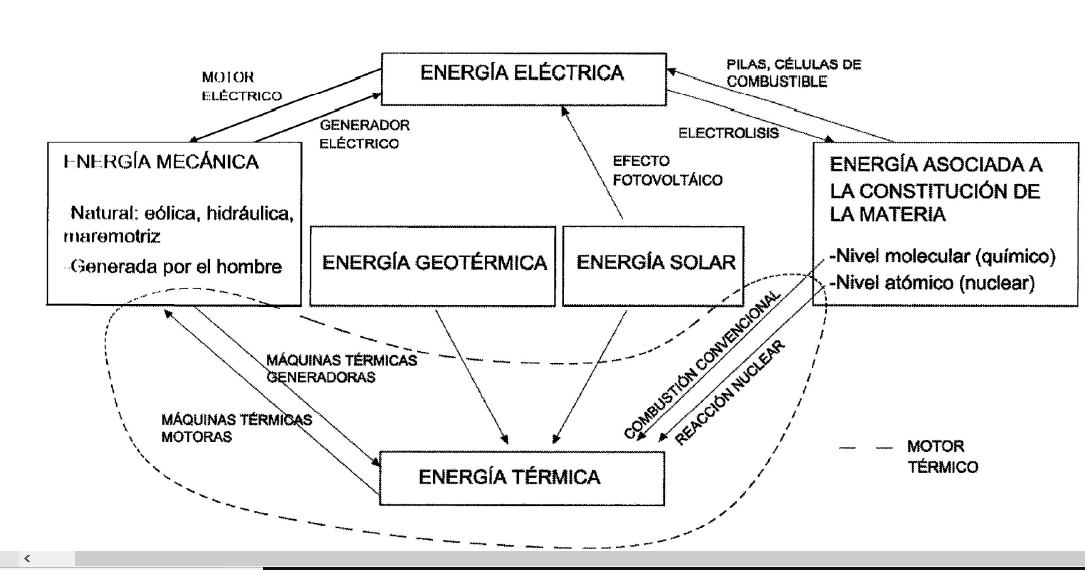 ENERGÍA ELÉCTRICA
MOTOR
ELÉCTRICO
GENERADOR
ELÉCTRICO
PILAS, CÉLULAS DE
COMBUSTIBLE
ELECTROLISIS
EFECTO
FOTOVOLTÁICO
ENERGÍA MECÁNICA
Natural: eólica, hidráulica,
maremotriz
-Generada por el hombre
ENERGÍA GEOTÉRMICA
ENERGÍA SOLAR
ENERGÍA ASOCIADA A
LA CONSTITUCIÓN DE
LA MATERIA
-Nivel molecular (químico)
-Nivel atómico (nuclear)
MÁQUINAS TÉRMICAS
GENERADORAS
MÁQUINAS TÉRMICAS
MOTORAS
COMBUSTIÓN CONVENCIONAL
REACCIÓN NUCLEAR
ENERGÍA TÉRMICA
MOTOR
TÉRMICO